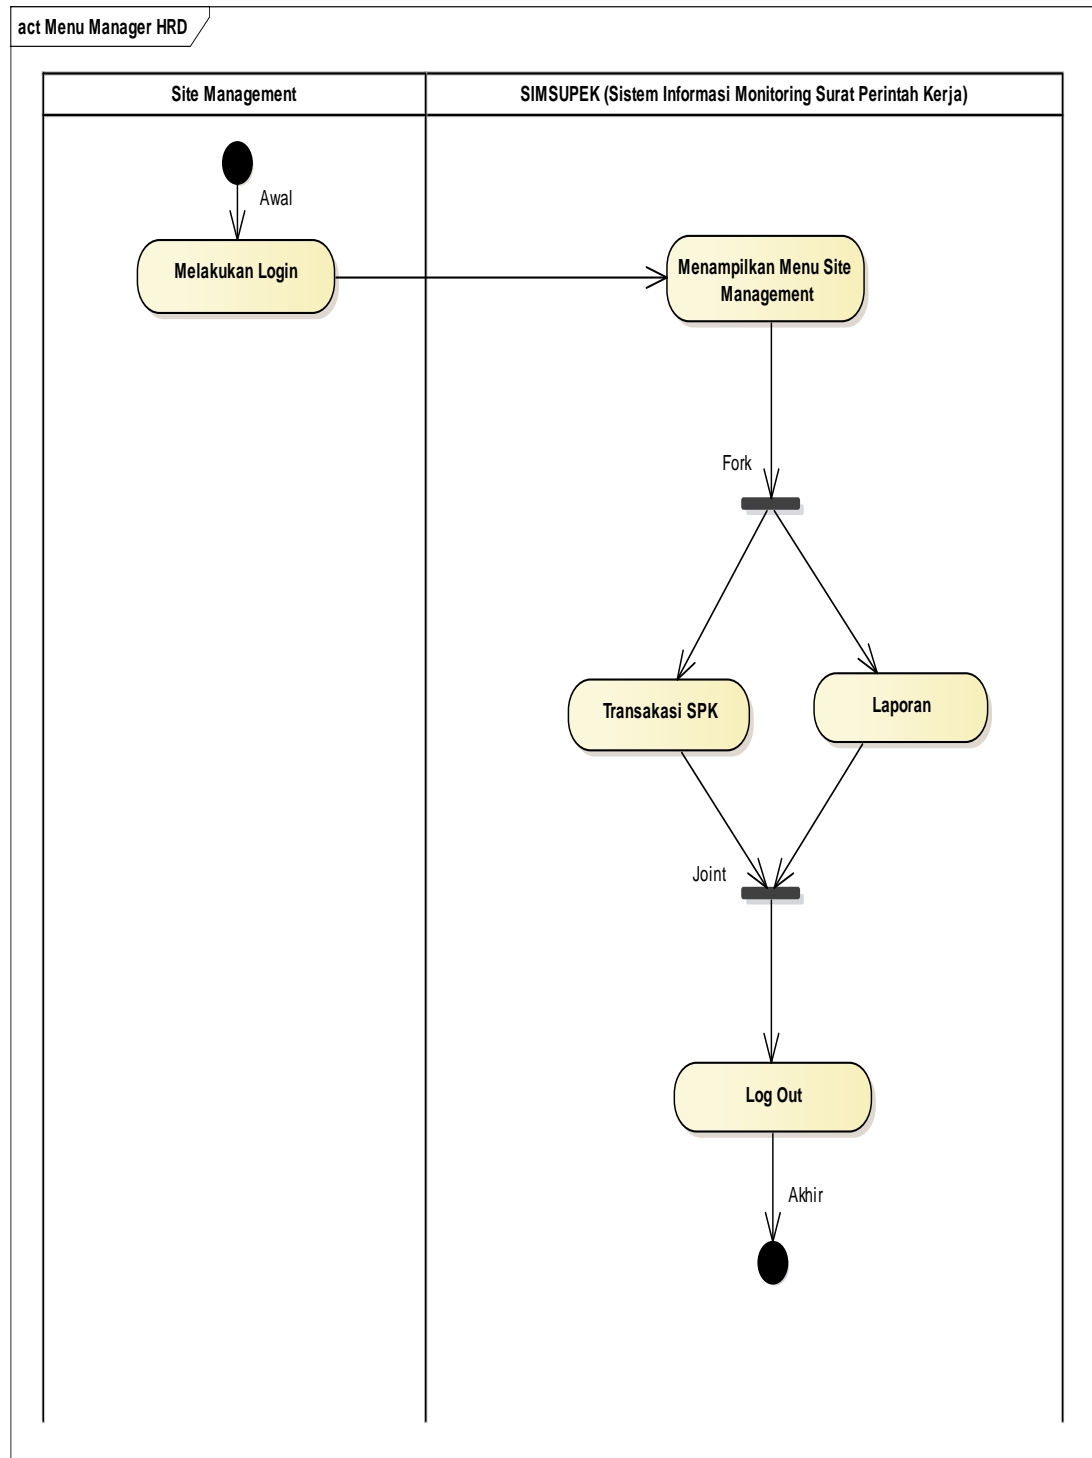 act Menu Manager HRD
Site Management
SIMSUPEK (Sistem Informasi Monitoring Surat Perintah Kerja)
Awal
Melakukan Login
Menampilkan Menu Site
Management
Fork
Transakasi SPK
Laporan
Joint
Log Out
Akhir